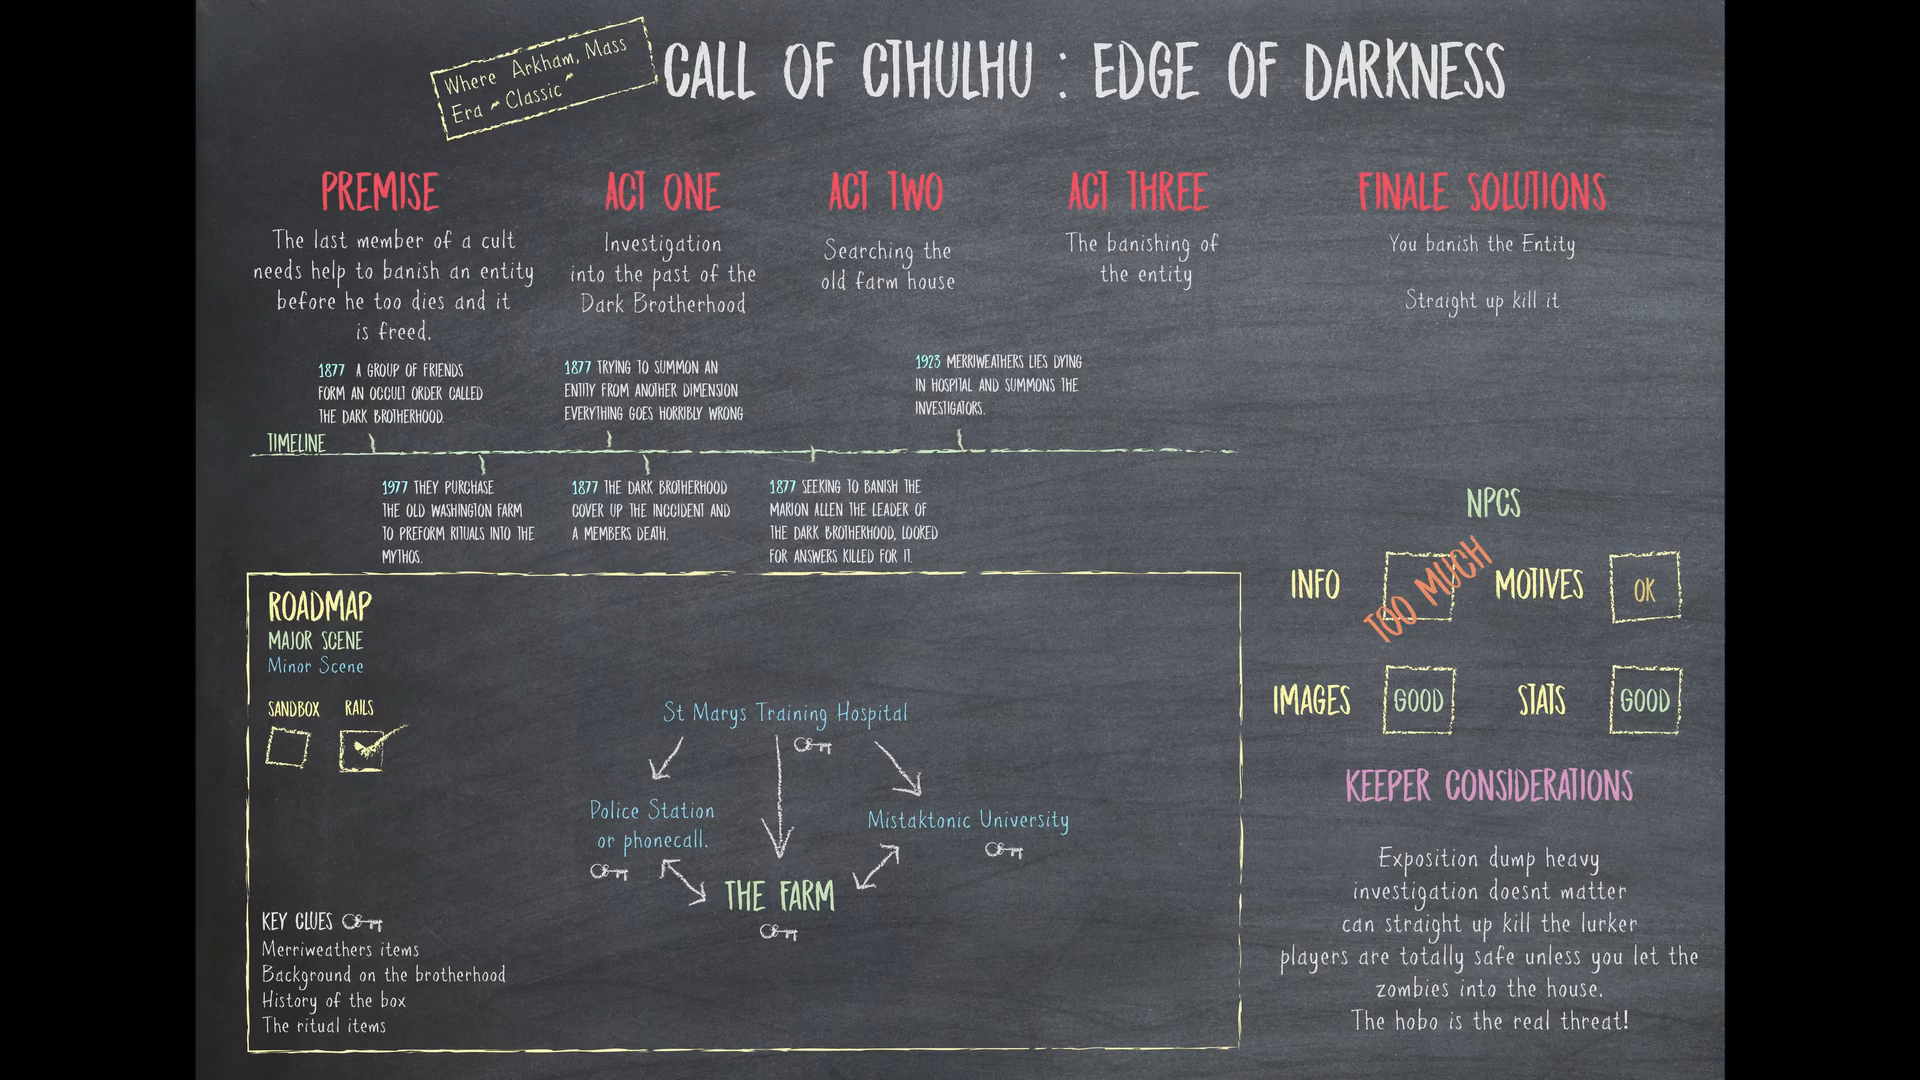 Where Arkham, Mass
Era - Classic
CALL OF CTHULHU : EDGE OF DARKNESS
PREMISE
The last member of a cult
needs help to banish an entity
before he too dies and it
is freed.
ACT ONE
Investigation
into the past of the
Dark Brotherhood
ACT TWO
Searching the
old farm house
ACT THREE
The banishing of
the entity
FINALE SOLUTIONS
You banish the Entity
Straight up kill it
1877 A GROUP OF FRIENDS
FORM AN OCCULT ORDER CALLED
THE DARK BROTHERHOOD.
1877 TRYING TO SUMMON AN
ENTITY FROM ANOTHER DIMENSION
EVERYTHING GOES HORRIBLY WRONG
1923 MERRIWEATHERS LIES DYING
IN HOSPITAL AND SUMMONS THE
INVESTIGATORS.
TIMELINE
1977 THEY PURCHASE
THE OLD WASHINGTON FARM
TO PREFORM RITUALS INTO THE
MYTHOS.
1877 THE DARK BROTHERHOOD
COVER UP THE INCCIDENT AND
A MEMBERS DEATH.
1877 SEEKING TO BANISH THE
MARION ALLEN THE LEADER OF
THE DARK BROTHERHOOD, LOOKED
FOR ANSWERS KILLED FOR IT.
ROADMAP
MAJOR SCENE
Minor Scene
SANDBOX RAILS
St Marys Training Hospital
Police Station
or phonecall.
Mistaktonic University
THE FARM
KEY CLUES
Merriweathers items
Background on the brotherhood
History of the box
The ritual items
NPCS
INFO TOO MUCH MOTIVES OK
IMAGES GOOD STATS GOOD
KEEPER CONSIDERATIONS
Exposition dump heavy
investigation doesnt matter
can straight up kill the lurker
players are totally safe unless you let the
zombies into the house.
The hobo is the real threat!